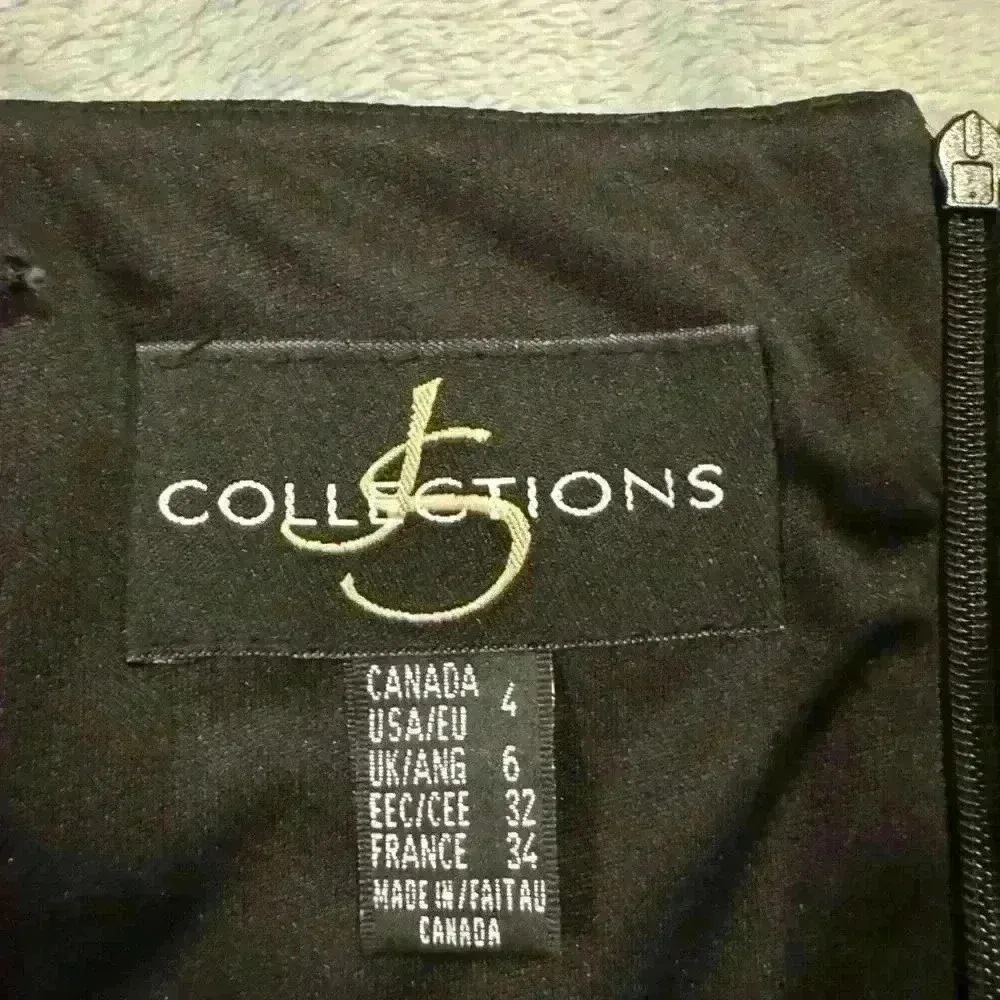 JS
COLLECTIONS
CANADA 4
USA/EU
UK/ANG 6
EEC/CEE 32
FRANCE 34
MADE IN/FAIT AU
CANADA